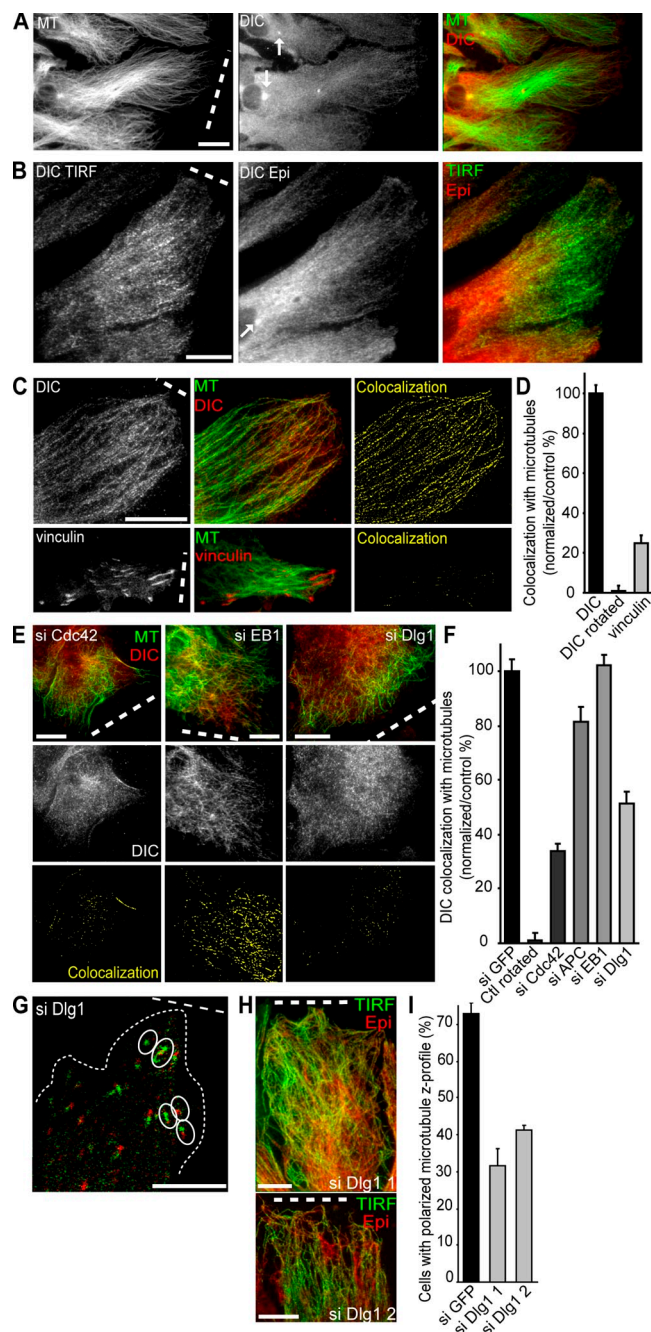 A
MT
DIC
MT
DIC
B
DIC TIRF
DIC Epi
TIRF
Epi
C
DIC
MT
DIC
Colocalization
vinculin
MT
vinculin
Colocalization
D
Colocalization with microtubules
(normalized/control %)
100
80
60
40
20
0
DIC
DIC rotated
vinculin
E
si Cdc42
MT
DIC
si EB1
si Dlg1
DIC
Colocalization
F
DIC colocalization with microtubules
(normalized/control %)
100
80
60
40
20
0
si GFP
Ctl rotated
si Cdc42
si APC
si EB1
si Dlg1
G
si Dlg1
H
TIRF
Epi
si Dlg1 1
TIRF
Epi
si Dlg1 2
I
Cells with polarized microtubule z-profile (%)
70
60
50
40
30
20
10
0
si GFP
si Dlg1 1
si Dlg1 2